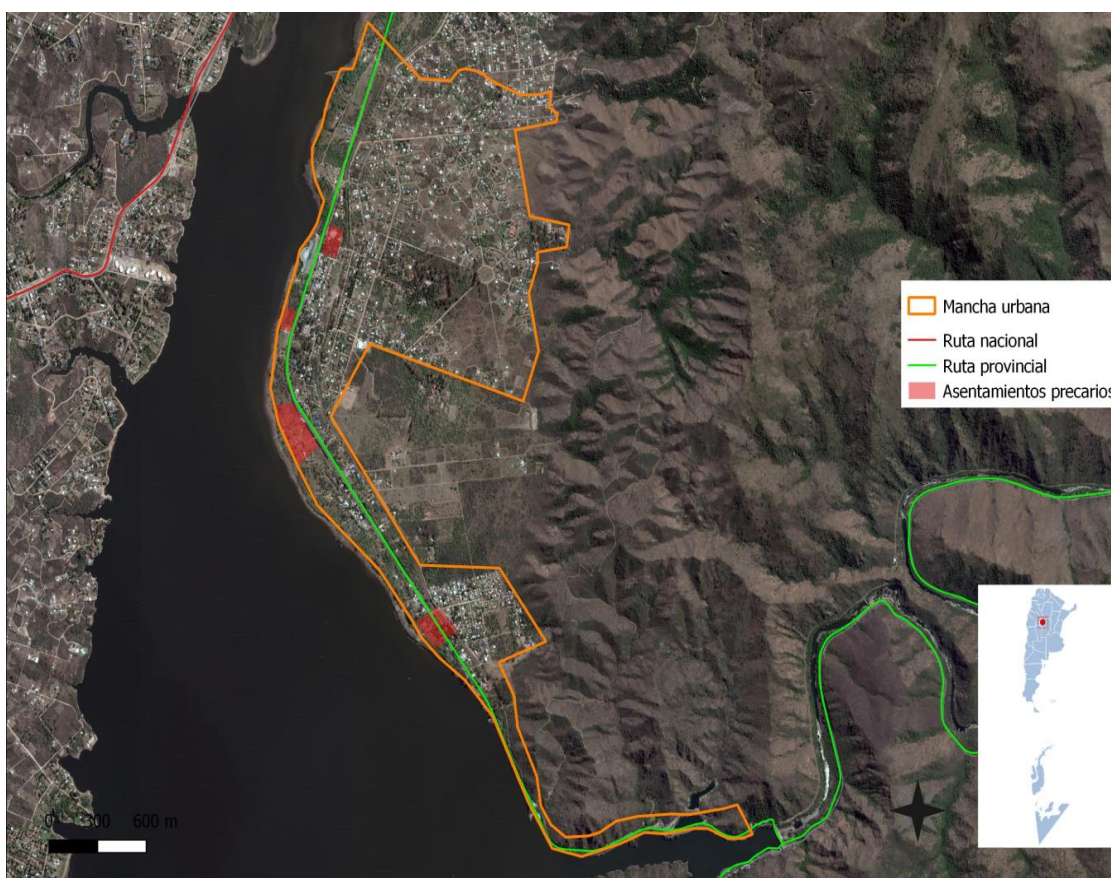 Mancha urbana
Ruta nacional
Ruta provincial
Asentamientos precarios
0 300 600 m